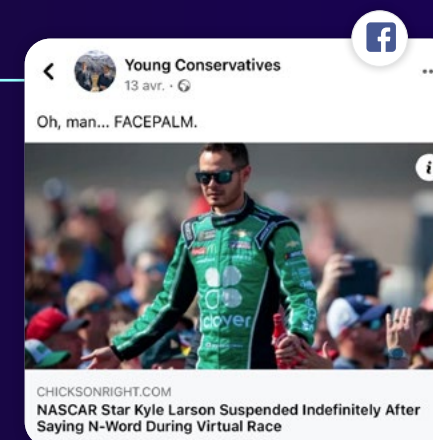 Young Conservatives
13 avr. ·
Oh, man... FACEPALM.
clover
CHICKSONRIGHT.COM
NASCAR Star Kyle Larson Suspended Indefinitely After
Saying N-Word During Virtual Race